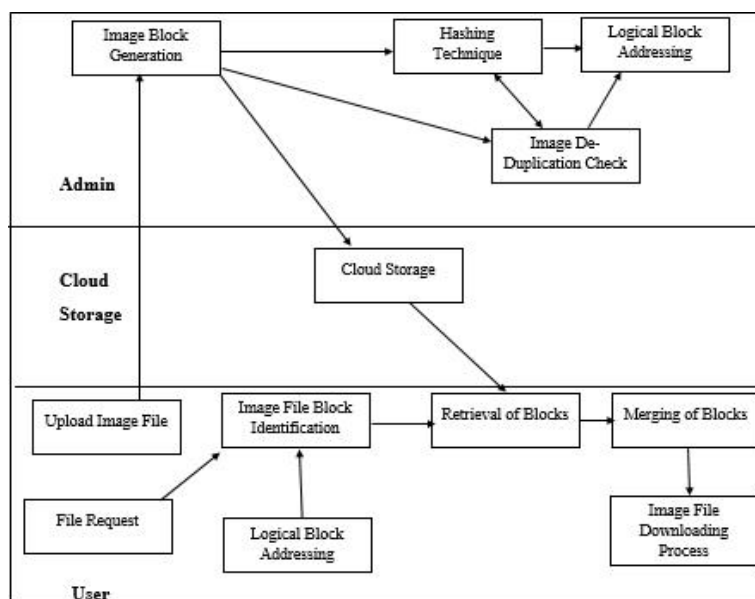 Image Block
Generation
Hashing
Technique
Logical Block
Addressing
Image De-
Duplication Check
Admin
Cloud Storage
Cloud
Storage
Upload Image File
Image File Block
Identification
Retrieval of Blocks
Merging of Blocks
File Request
Logical Block
Addressing
Image File
Downloading
Process
User